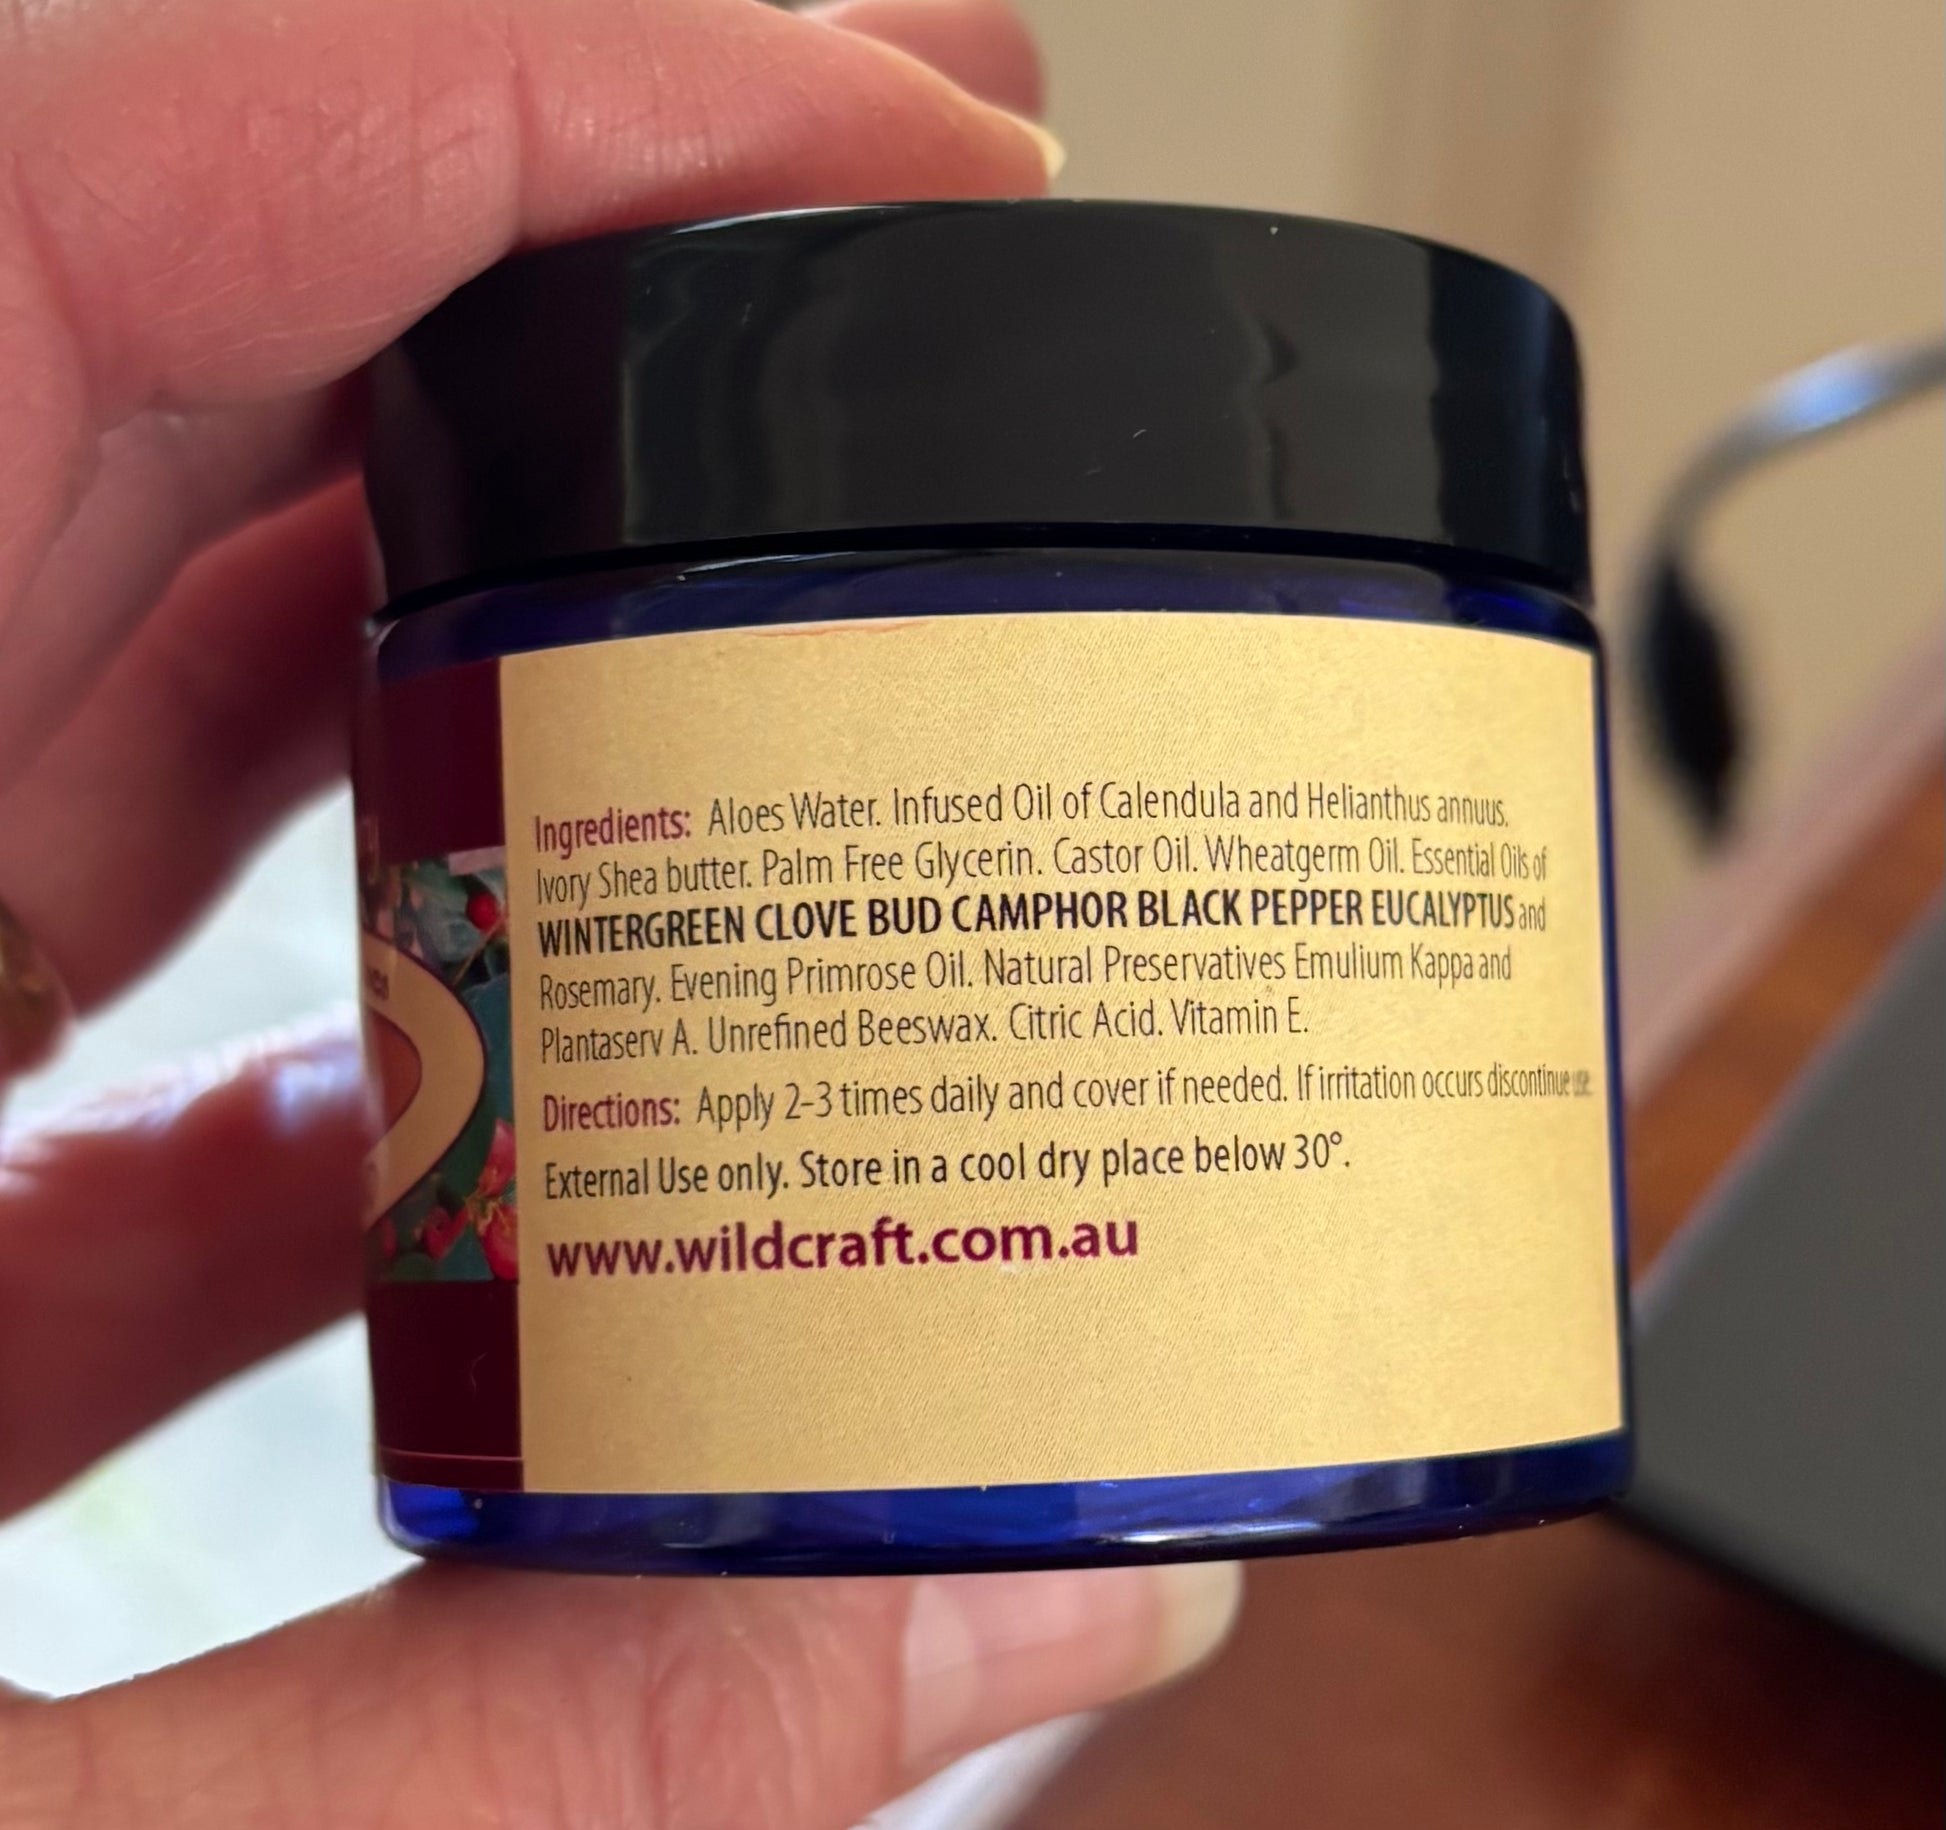 Ingredients: Aloes Water. Infused Oil of Calendula and Helianthus annuus.
Ivory Shea butter. Palm Free Glycerin. Castor Oil. Wheatgerm Oil. Essential Oils of
WINTERGREEN CLOVE BUD CAMPHOR BLACK PEPPER EUCALYPTUS and
Rosemary. Evening Primrose Oil. Natural Preservatives Emulium Kappa and
Plantaserv A. Unrefined Beeswax. Citric Acid. Vitamin E.
Directions: Apply 2-3 times daily and cover if needed. If irritation occurs discontinue use.
External Use only. Store in a cool dry place below 30°.
www.wildcraft.com.au